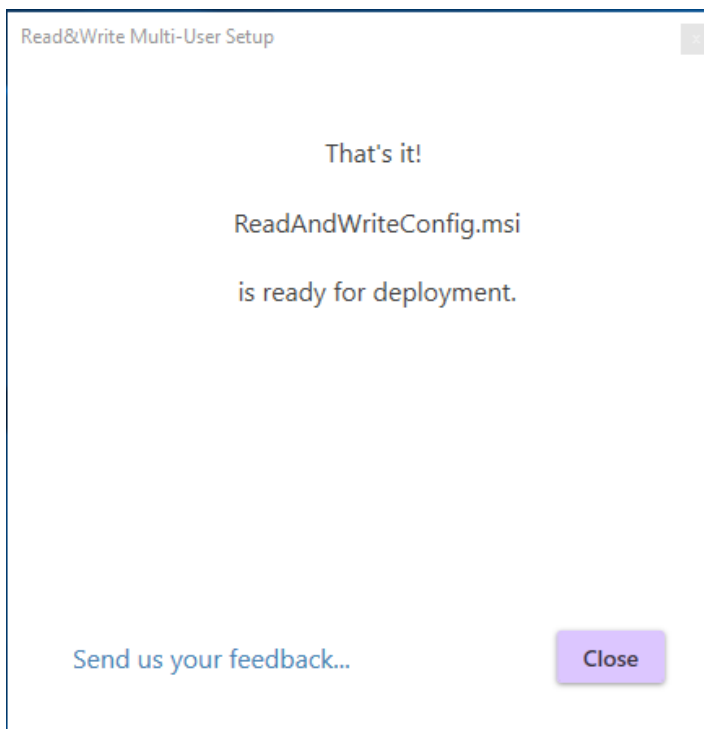 Read&Write Multi-User Setup
x
That's it!
ReadAndWriteConfig.msi
is ready for deployment.
Send us your feedback...
Close